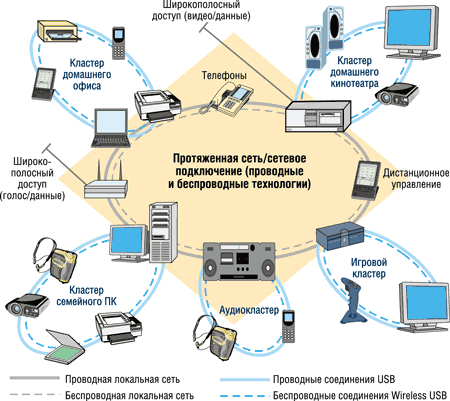 Широкополосный
доступ (видео/данные)
Кластер
домашнего
офиса
Телефоны
Кластер
домашнего
кинотеатра
Широко-
полосный
доступ
(голос/данные)
Протяженная сеть/сетевое
подключение (проводные
и беспроводные технологии)
Дистанционное
управление
Кластер
семейного ПК
Аудиокластер
Игровой
кластер
Проводная локальная сеть
Беспроводная локальная сеть
Проводные соединения USB
Беспроводные соединения Wireless USB